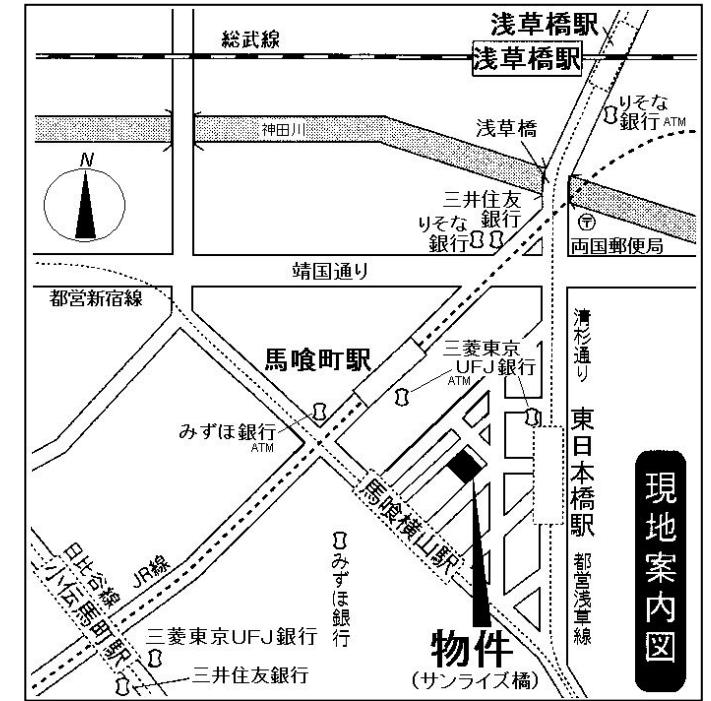 浅草橋駅
総武線
浅草橋駅
りそな
銀行 ATM
神田川
浅草橋
N
三井住友
銀行
りそな
銀行
〒
両国郵便局
靖国通り
都営新宿線
清杉通り
馬喰町駅
三菱東京
UFJ銀行
ATM
みずほ銀行
ATM
東日本橋駅
馬喰横山駅
現地案内図
日比谷線
小伝馬町駅
JR線
みずほ銀行
都営浅草線
三菱東京UFJ銀行
三井住友銀行
物件
(サンライズ橘)